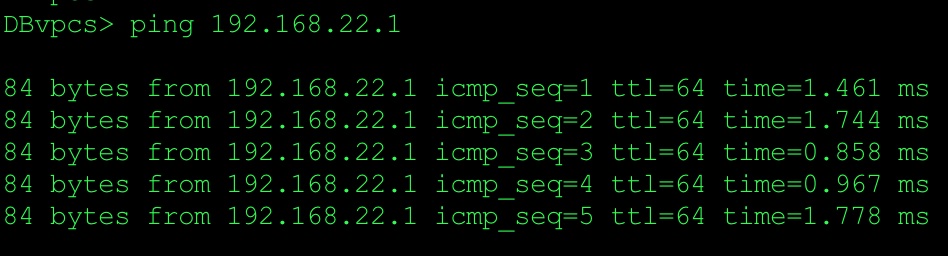 DBvpcs> ping 192.168.22.1
84 bytes from 192.168.22.1 icmp_seq=1 ttl=64 time=1.461 ms
84 bytes from 192.168.22.1 icmp_seq=2 ttl=64 time=1.744 ms
84 bytes from 192.168.22.1 icmp_seq=3 ttl=64 time=0.858 ms
84 bytes from 192.168.22.1 icmp_seq=4 ttl=64 time=0.967 ms
84 bytes from 192.168.22.1 icmp_seq=5 ttl=64 time=1.778 ms